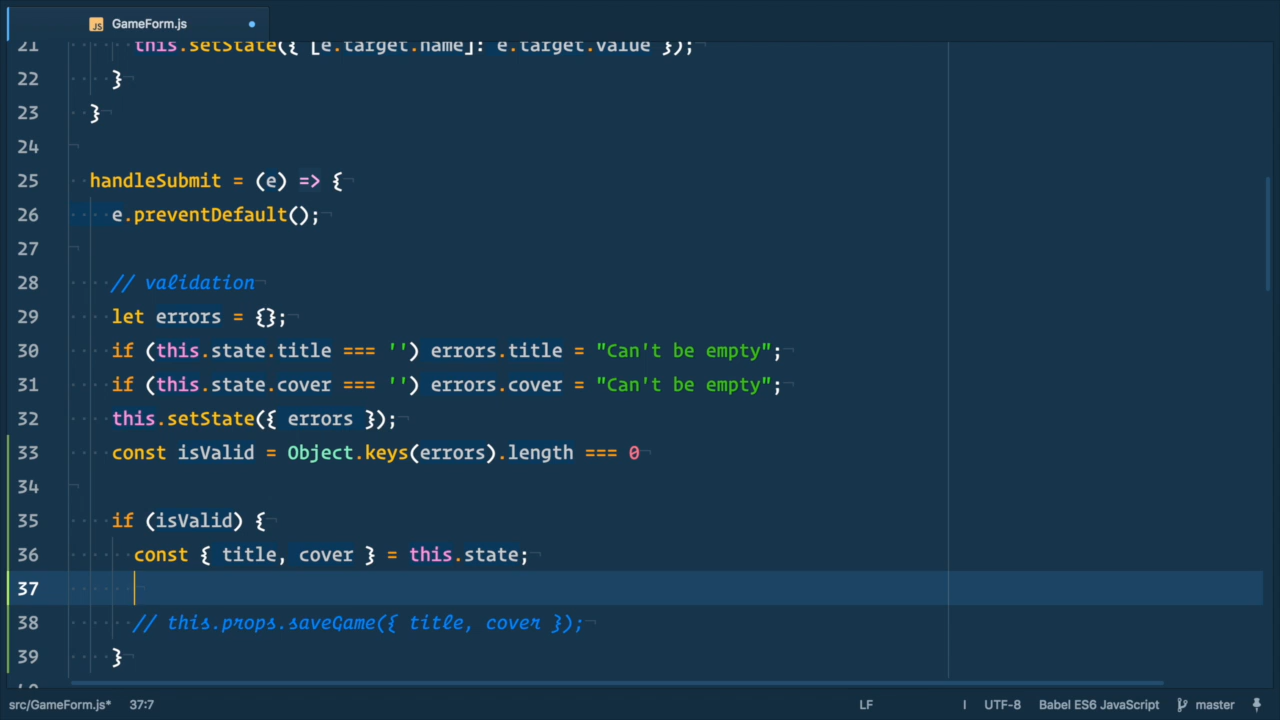 JS GameForm.js
21 this.setState({ [e.target.name]: e.target.value });
22 }
23 }
24
25 handleSubmit = (e) => {
26 e.preventDefault();
27
28 // validation
29 let errors = {};
30 if (this.state.title === '') errors.title = "Can't be empty";
31 if (this.state.cover === '') errors.cover = "Can't be empty";
32 this.setState({ errors });
33 const isValid = Object.keys(errors).length === 0
34
35 if (isValid) {
36 const { title, cover } = this.state;
37
38 // this.props.saveGame({ title, cover });
39 }
40
src/GameForm.js* 37:7 LF I UTF-8 Babel ES6 JavaScript master